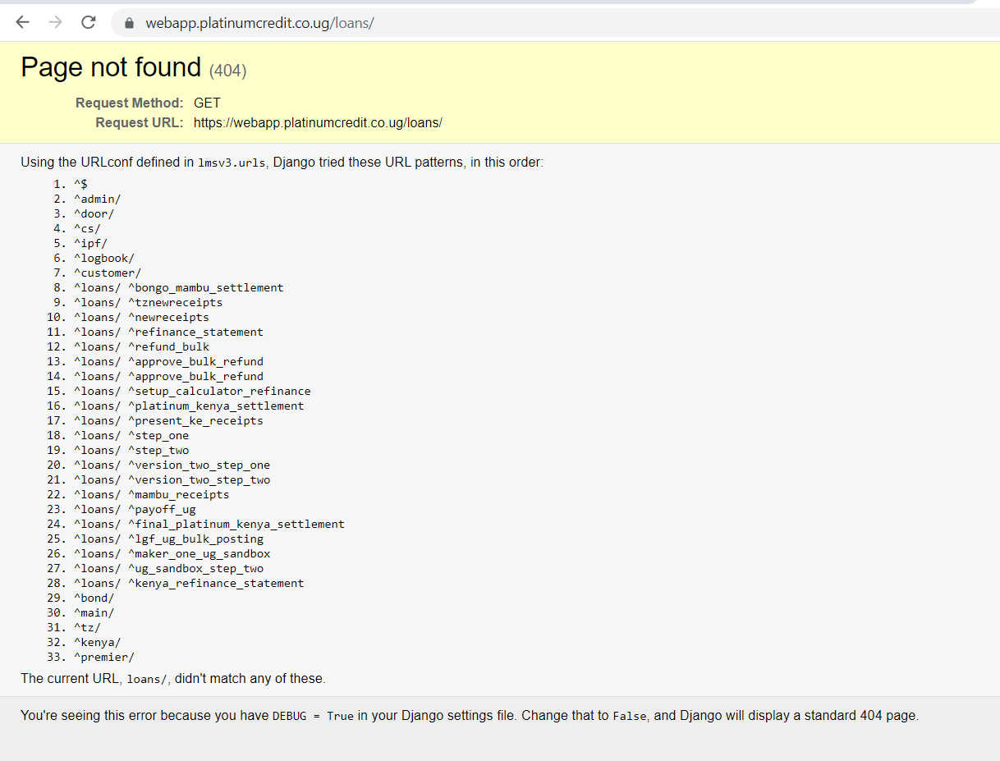 webapp.platinumcredit.co.ug/loans/
Page not found (404)
Request Method: GET
Request URL: https://webapp.platinumcredit.co.ug/loans/
Using the URLconf defined in lmsv3.urls, Django tried these URL patterns, in this order:
1. ^$
2. ^admin/
3. ^door/
4. ^cs/
5. ^ipf/
6. ^logbook/
7. ^customer/
8. ^loans/ ^bongo_mambu_settlement
9. ^loans/ ^tznewreceipts
10. ^loans/ ^newreceipts
11. ^loans/ ^refinance_statement
12. ^loans/ ^refund_bulk
13. ^loans/ ^approve_bulk_refund
14. ^loans/ ^approve_bulk_refund
15. ^loans/ ^setup_calculator_refinance
16. ^loans/ ^platinum_kenya_settlement
17. ^loans/ ^present_ke_receipts
18. ^loans/ ^step_one
19. ^loans/ ^step_two
20. ^loans/ ^version_two_step_one
21. ^loans/ ^version_two_step_two
22. ^loans/ ^mambu_receipts
23. ^loans/ ^payoff_ug
24. ^loans/ ^final_platinum_kenya_settlement
25. ^loans/ ^lgf_ug_bulk_posting
26. ^loans/ ^maker_one_ug_sandbox
27. ^loans/ ^ug_sandbox_step_two
28. ^loans/ ^kenya_refinance_statement
29. ^bond/
30. ^main/
31. ^tz/
32. ^kenya/
33. ^premier/
The current URL, loans/, didn't match any of these.
You're seeing this error because you have DEBUG = True in your Django settings file. Change that to False, and Django will display a standard 404 page.